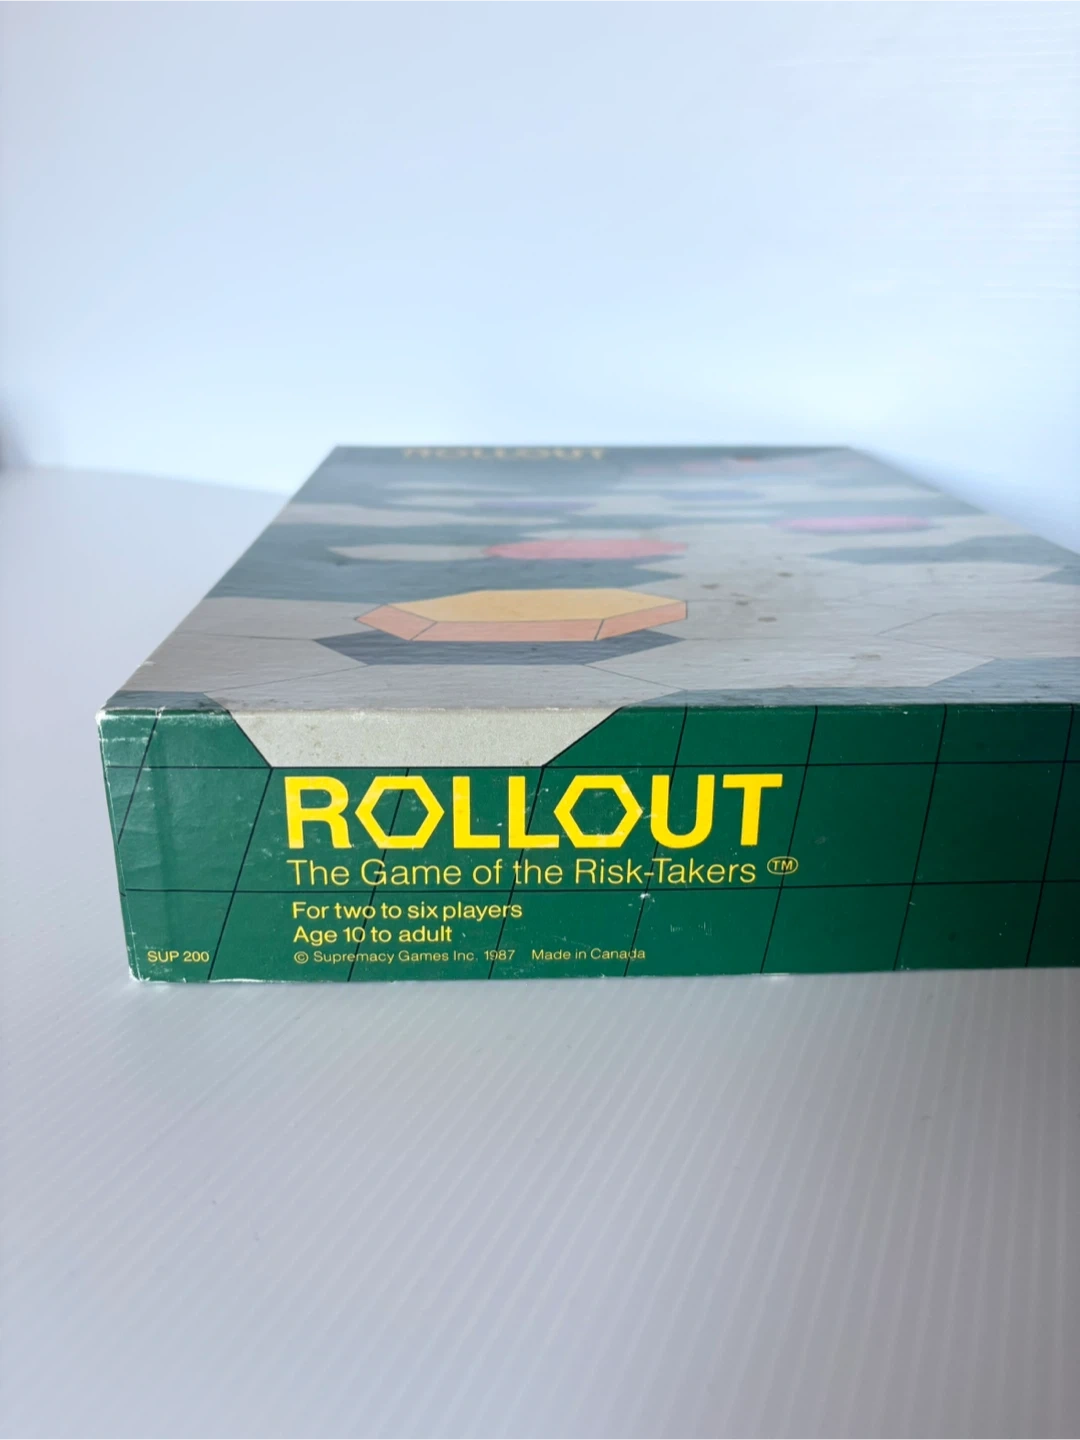 ROLLOUT
ROLLOUT
The Game of the Risk-Takers TM
For two to six players
Age 10 to adult
SUP 200 © Supremacy Games Inc. 1987 Made in Canada